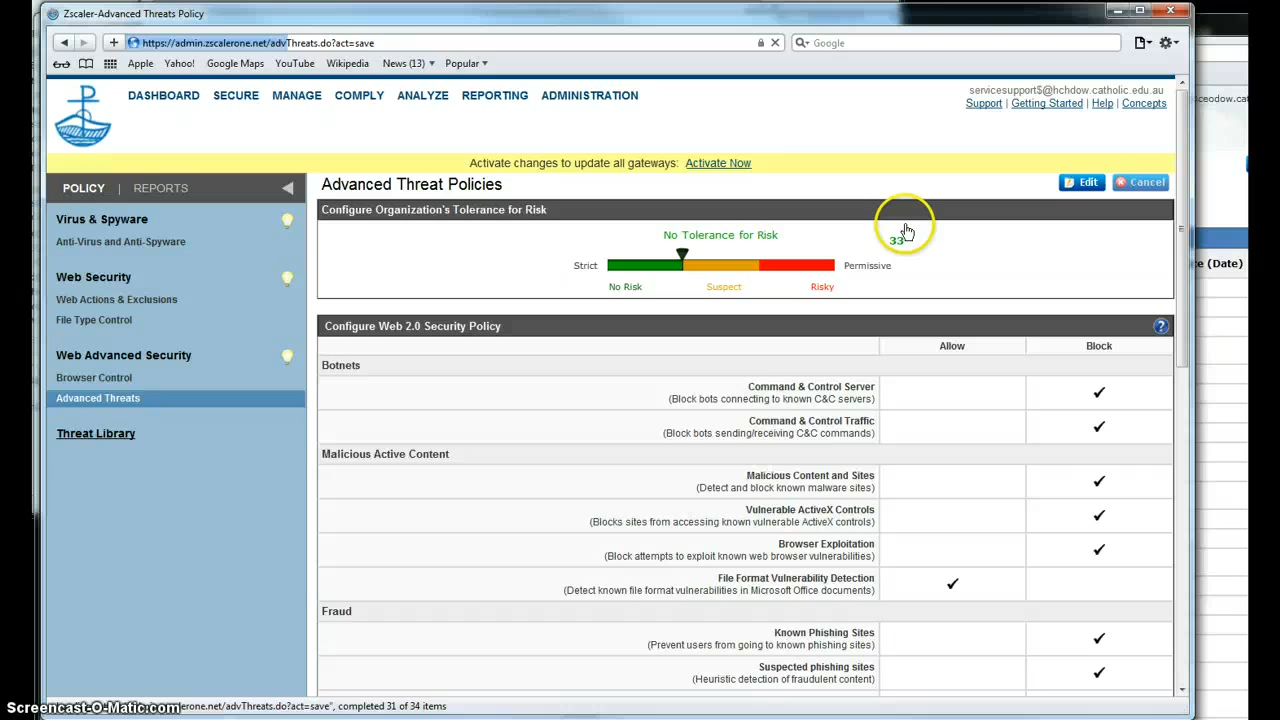 Zscaler-Advanced Threats Policy
https://admin.zscalerone.net/advThreats.do?act=save
Google
Apple Yahoo! Google Maps YouTube Wikipedia News (13) Popular
DASHBOARD SECURE MANAGE COMPLY ANALYZE REPORTING ADMINISTRATION
servicesupport$@hchdow.catholic.edu.au
Support | Getting Started | Help | Concepts
Activate changes to update all gateways: Activate Now
POLICY | REPORTS
Virus & Spyware
Anti-Virus and Anti-Spyware
Web Security
Web Actions & Exclusions
File Type Control
Web Advanced Security
Browser Control
Advanced Threats
Threat Library
Advanced Threat Policies
Edit Cancel
Configure Organization's Tolerance for Risk
No Tolerance for Risk
33
Strict Permissive
No Risk Suspect Risky
Configure Web 2.0 Security Policy
Allow Block
Botnets
Command & Control Server
(Block bots connecting to known C&C servers)
Command & Control Traffic
(Block bots sending/receiving C&C commands)
Malicious Active Content
Malicious Content and Sites
(Detect and block known malware sites)
Vulnerable ActiveX Controls
(Blocks sites from accessing known vulnerable ActiveX controls)
Browser Exploitation
(Block attempts to exploit known web browser vulnerabilities)
File Format Vulnerability Detection
(Detect known file format vulnerabilities in Microsoft Office documents)
Fraud
Known Phishing Sites
(Prevent users from going to known phishing sites)
Suspected phishing sites
(Heuristic detection of fraudulent content)
Screencast-O-Matic.com
erone.net/advThreats.do?act=save", completed 31 of 34 items
sceodow.cat
e (Date)